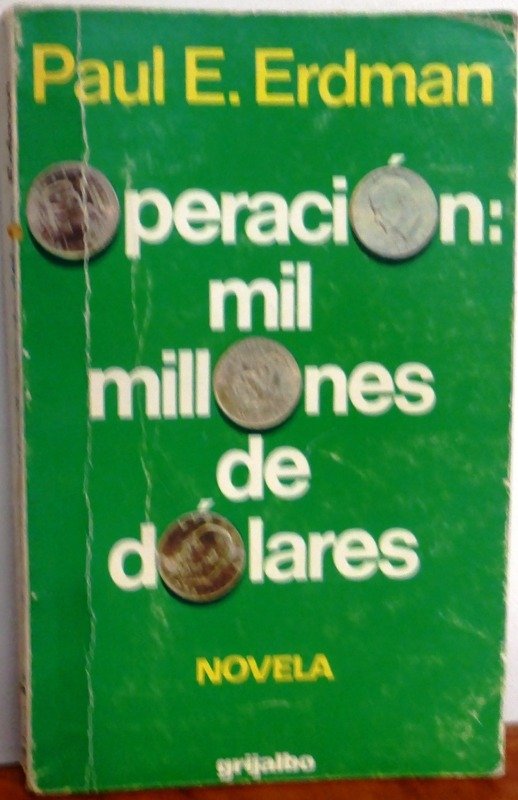 Paul E. Erdman
Operación:
mil
millones
de
dólares
NOVELA
grijalbo